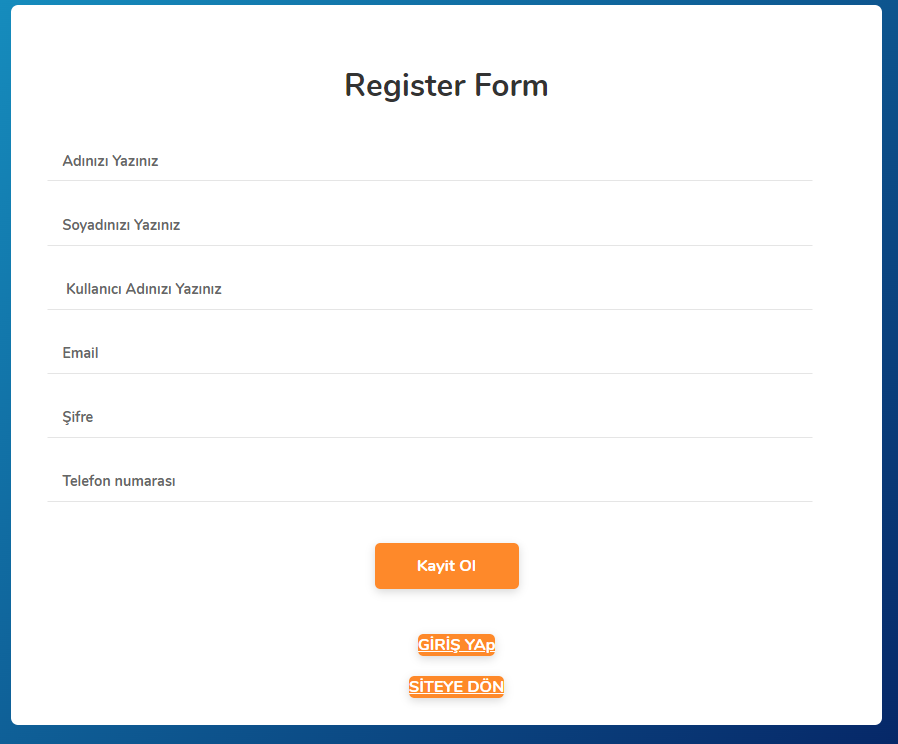 Register Form
Adınızı Yazınız
Soyadınızı Yazınız
Kullanıcı Adınızı Yazınız
Email
Şifre
Telefon numarası
Kayit Ol
GİRİŞ YAp
SİTEYE DÖN